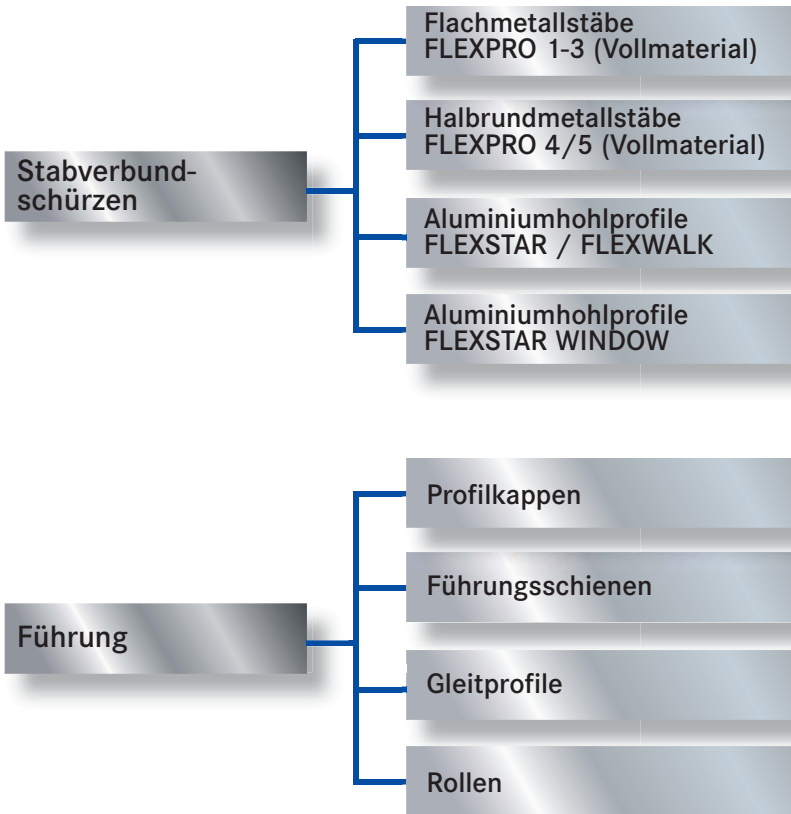 Stabverbund-
schürzen
Flachmetallstäbe
FLEXPRO 1-3 (Vollmaterial)
Halbrundmetallstäbe
FLEXPRO 4/5 (Vollmaterial)
Aluminiumhohlprofile
FLEXSTAR / FLEXWALK
Aluminiumhohlprofile
FLEXSTAR WINDOW
Führung
Profilkappen
Führungsschienen
Gleitprofile
Rollen